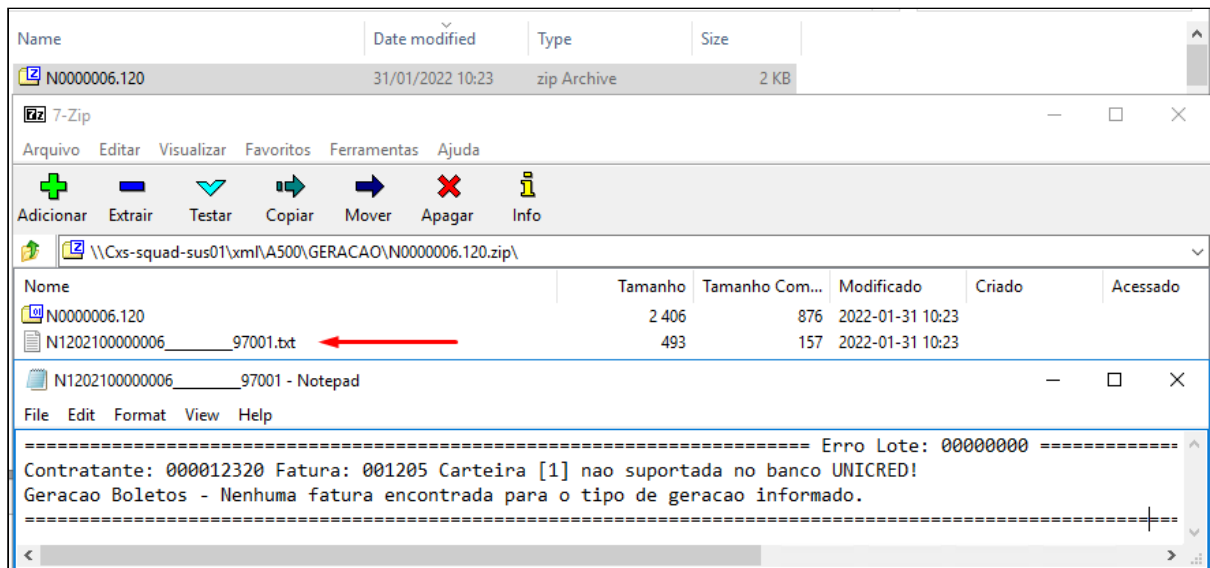 Name Date modified Type Size
N0000006.120 31/01/2022 10:23 zip Archive 2 KB
7-Zip
Arquivo Editar Visualizar Favoritos Ferramentas Ajuda
Adicionar Extrair Testar Copiar Mover Apagar Info
\\Cxs-squad-sus01\xml\A500\GERACAO\N0000006.120.zip\
Nome Tamanho Tamanho Com... Modificado Criado Acessado
N0000006.120 2 406 876 2022-01-31 10:23
N1202100000006________97001.txt 493 157 2022-01-31 10:23
N1202100000006________97001 - Notepad
File Edit Format View Help
======================================================================== Erro Lote: 00000000 =============
Contratante: 000012320 Fatura: 001205 Carteira [1] nao suportada no banco UNICRED!
Geracao Boletos - Nenhuma fatura encontrada para o tipo de geracao informado.
==========================================================================================================